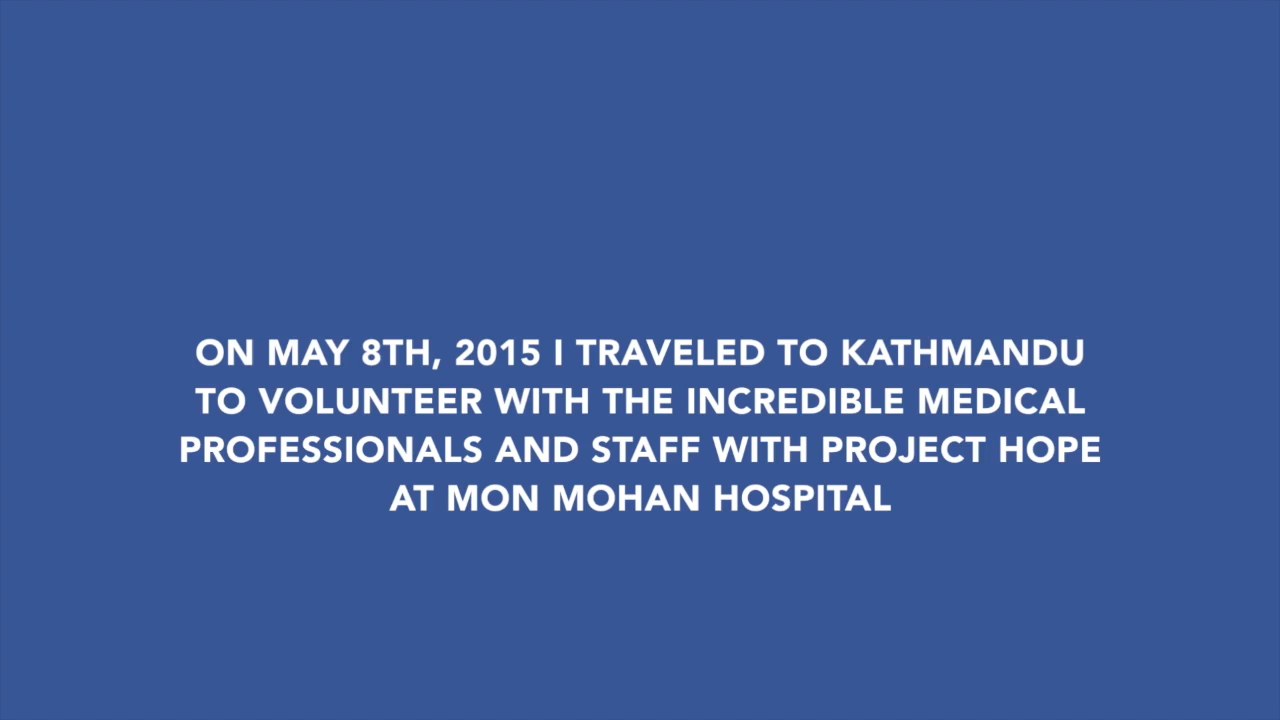 ON MAY 8TH, 2015 I TRAVELED TO KATHMANDU
TO VOLUNTEER WITH THE INCREDIBLE MEDICAL
PROFESSIONALS AND STAFF WITH PROJECT HOPE
AT MON MOHAN HOSPITAL